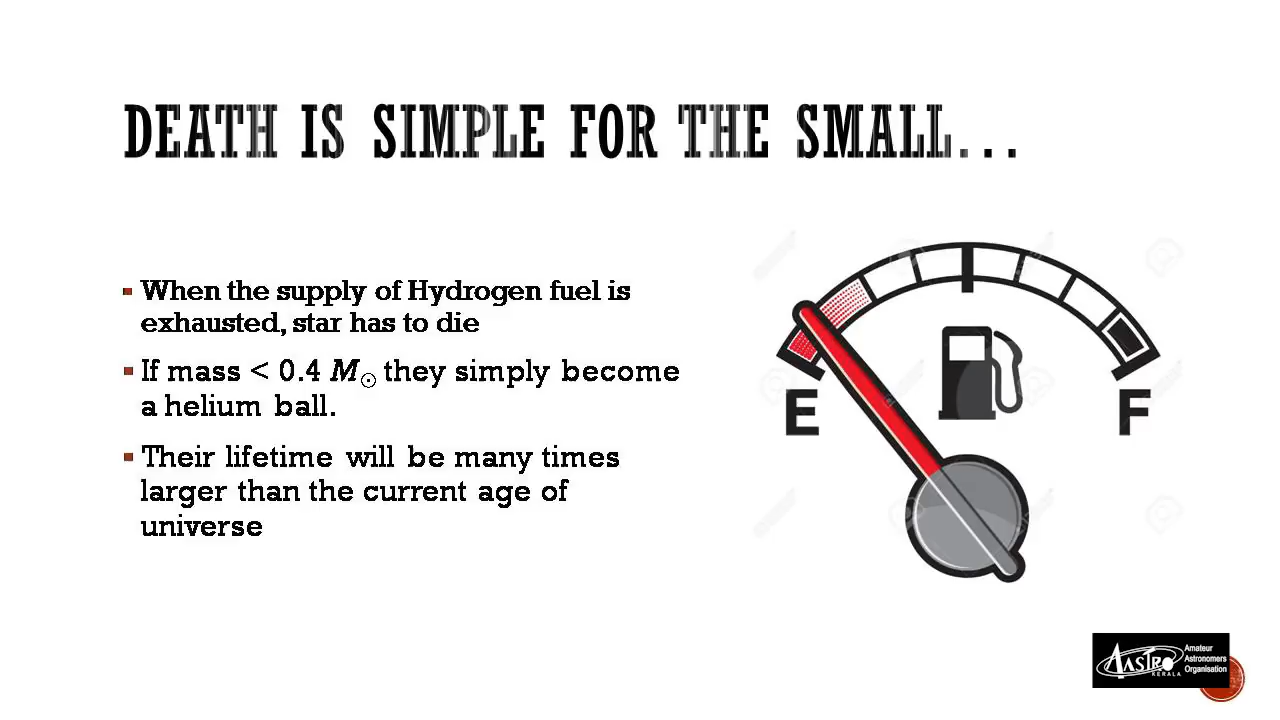 DEATH IS SIMPLE FOR THE SMALL...
When the supply of Hydrogen fuel is
exhausted, star has to die
If mass < 0.4 M☉ they simply become
a helium ball.
Their lifetime will be many times
larger than the current age of
universe
E
F
AASTRO
KERALA
Amateur
Astronomers
Organisation